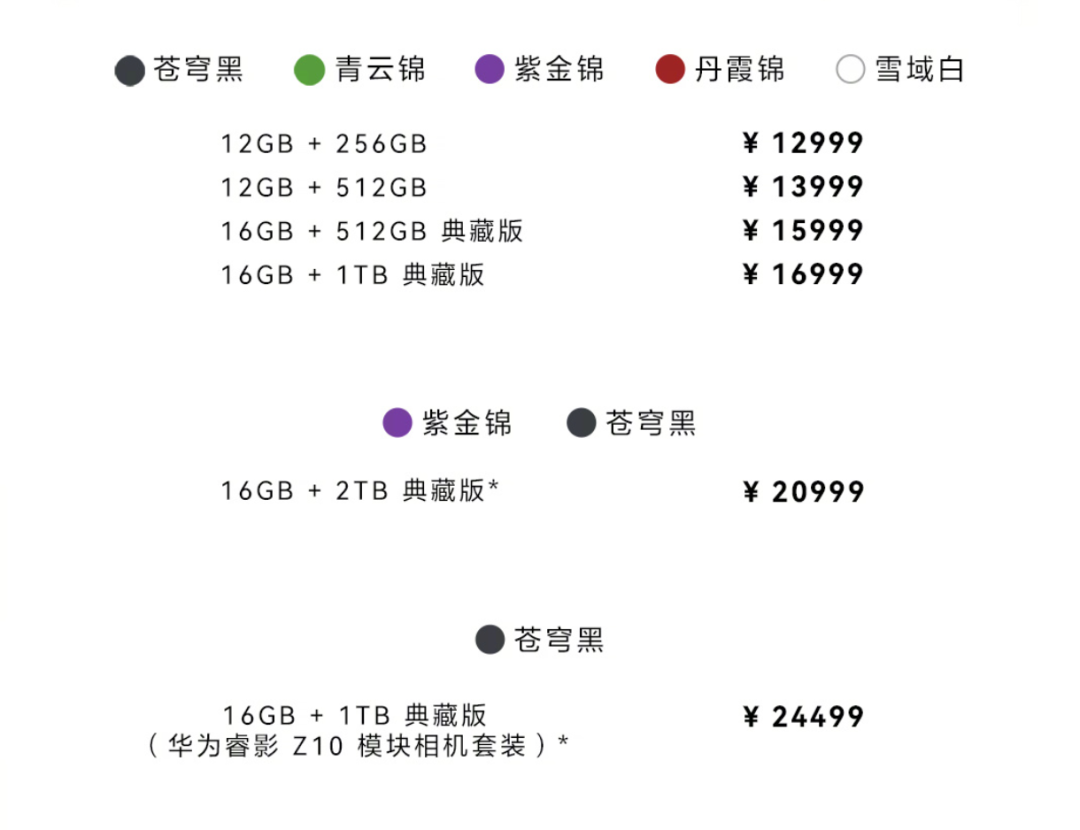 苍穹黑 青云锦 紫金锦 丹霞锦 雪域白
12GB + 256GB ¥ 12999
12GB + 512GB ¥ 13999
16GB + 512GB 典藏版 ¥ 15999
16GB + 1TB 典藏版 ¥ 16999
紫金锦 苍穹黑
16GB + 2TB 典藏版* ¥ 20999
苍穹黑
16GB + 1TB 典藏版 ¥ 24499
（华为睿影 Z10 模块相机套装）*